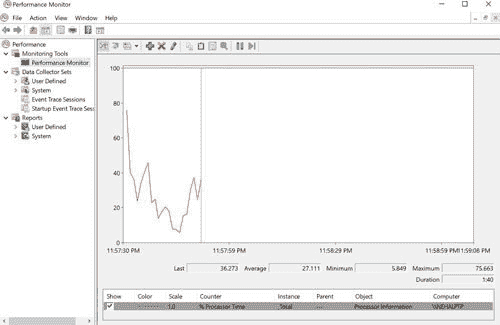 Performance Monitor
File Action View Window Help
Performance
Monitoring Tools
Performance Monitor
Data Collector Sets
User Defined
System
Event Trace Sessions
Startup Event Trace Sess
Reports
User Defined
System
100
80
60
40
20
0
11:57:30 PM 11:57:59 PM 11:58:29 PM 11:58:59 PM 11:59:08 PM
Last 36.273 Average 27.111 Minimum 5.849 Maximum 75.663
Duration 1:40
Show Color Scale Counter Instance Parent Object Computer
1.0 % Processor Time _Total --- Processor Information